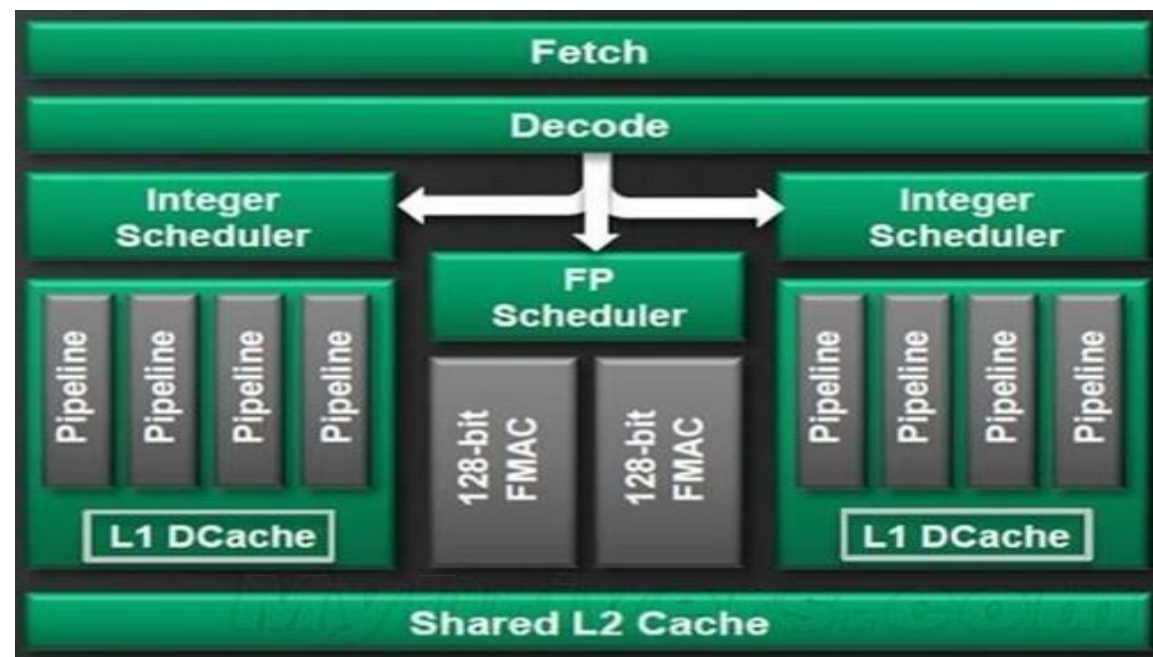 Fetch
Decode
Integer
Scheduler
Integer
Scheduler
FP
Scheduler
Pipeline
Pipeline
Pipeline
Pipeline
L1 DCache
128-bit
FMAC
128-bit
FMAC
Pipeline
Pipeline
Pipeline
Pipeline
L1 DCache
Shared L2 Cache